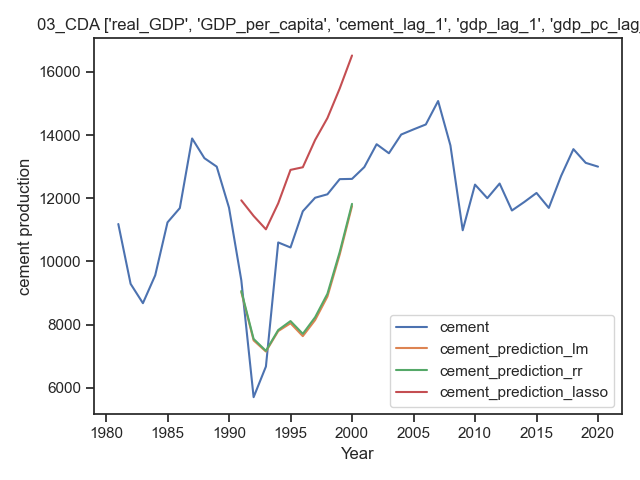 03_CDA ['real_GDP', 'GDP_per_capita', 'cement_lag_1', 'gdp_lag_1', 'gdp_pc_lag_
16000
14000
12000
10000
8000
6000
cement production
cement
cement_prediction_lm
cement_prediction_rr
cement_prediction_lasso
1980 1985 1990 1995 2000 2005 2010 2015 2020
Year